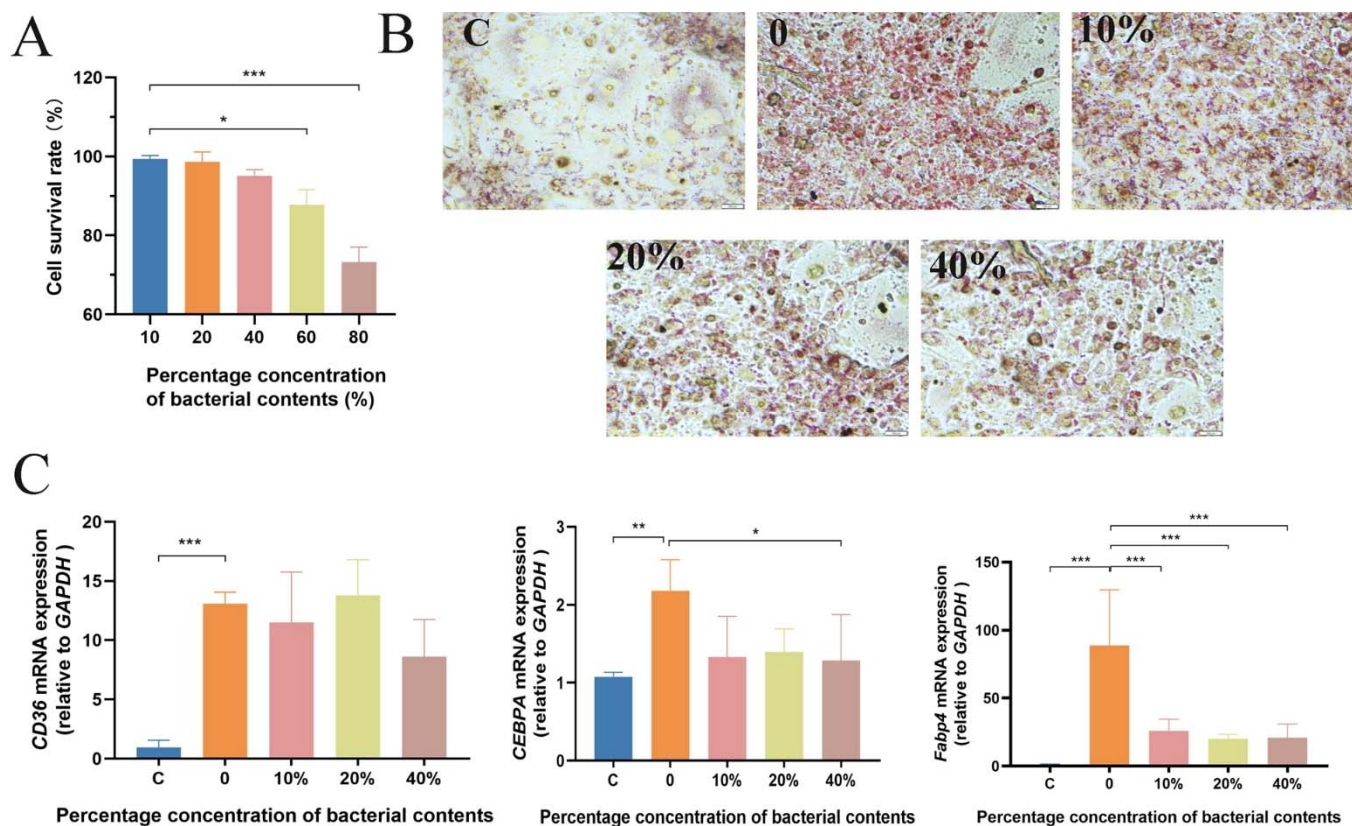 A
Cell survival rate (%)
120
100
80
60
***
*
10 20 40 60 80
Percentage concentration
of bacterial contents (%)
B
C
0
10%
20%
40%
C
CD36 mRNA expression
(relative to GAPDH )
20
15
10
5
0
***
C 0 10% 20% 40%
Percentage concentration of bacterial contents
CEBPA mRNA expression
(relative to GAPDH )
3
2
1
0
**
*
C 0 10% 20% 40%
Percentage concentration of bacterial contents
Fabp4 mRNA expression
(relative to GAPDH )
150
100
50
0
***
***
***
***
C 0 10% 20% 40%
Percentage concentration of bacterial contents